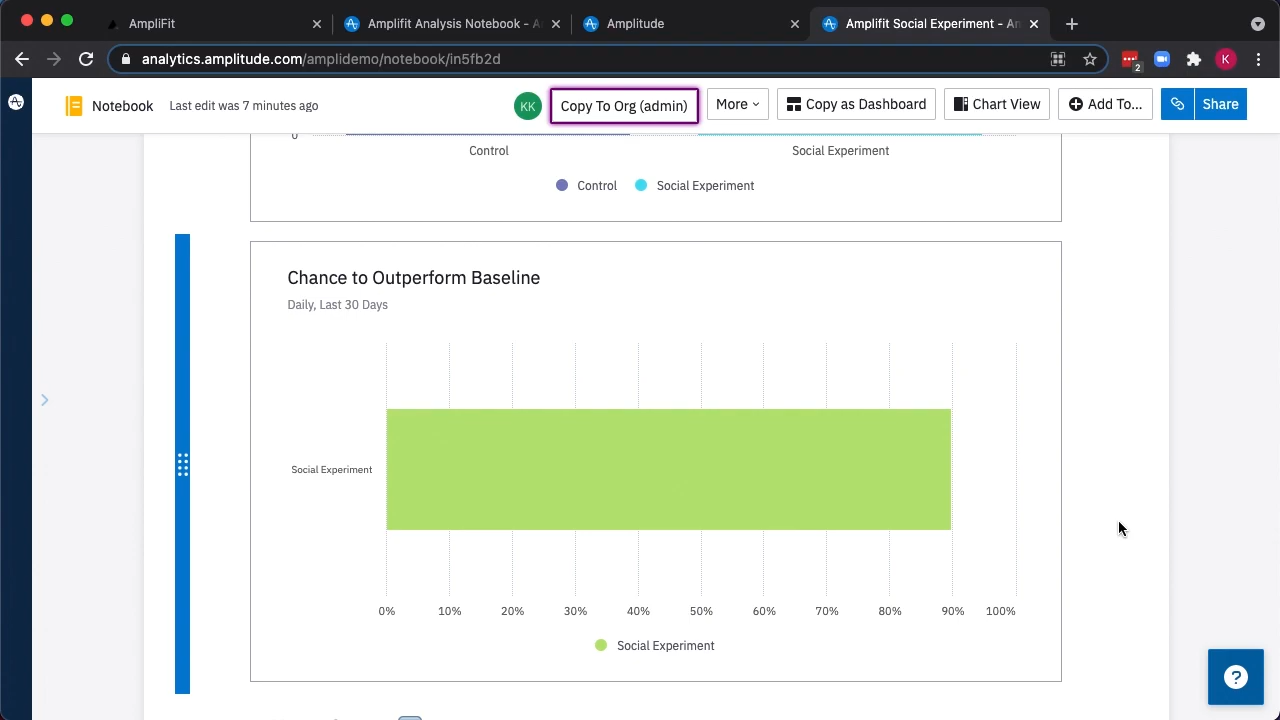 AmpliFit
Amplifit Analysis Notebook - A
Amplitude
Amplifit Social Experiment - An
analytics.amplitude.com/amplidemo/notebook/in5fb2d
2
K
Notebook
Last edit was 7 minutes ago
KK
Copy To Org (admin)
More
Copy as Dashboard
Chart View
Add To...
Share
0
Control
Social Experiment
Control
Social Experiment
Chance to Outperform Baseline
Daily, Last 30 Days
Social Experiment
0% 10% 20% 30% 40% 50% 60% 70% 80% 90% 100%
Social Experiment
?